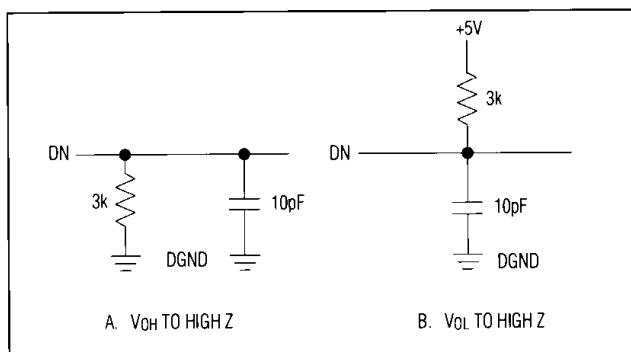 +5V
3k
DN
DN
3k
10pF
10pF
DGND
DGND
A. VOH TO HIGH Z
B. VOL TO HIGH Z